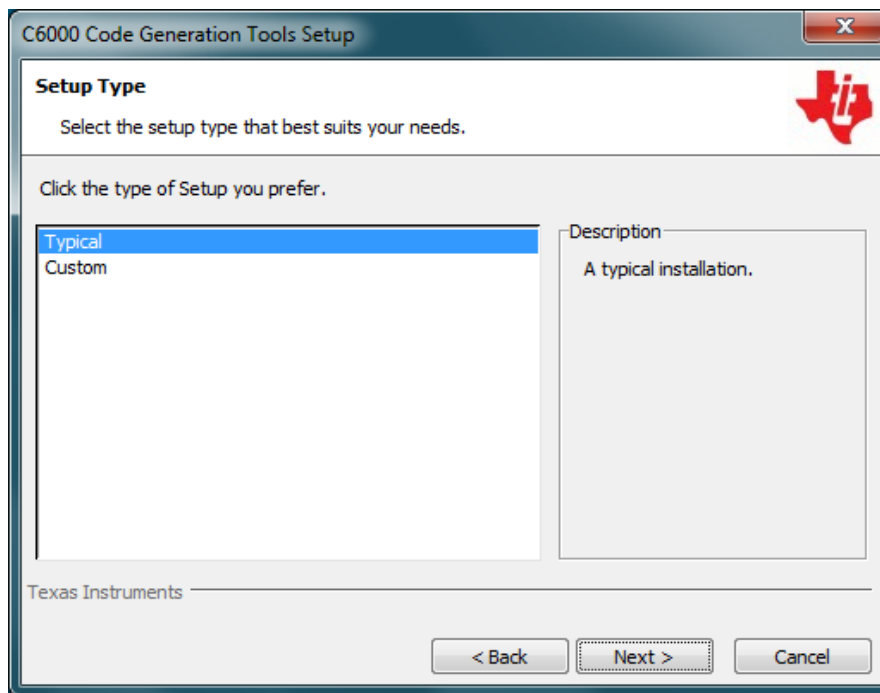 C6000 Code Generation Tools Setup
Setup Type
Select the setup type that best suits your needs.
Click the type of Setup you prefer.
Typical
Custom
Description
A typical installation.
Texas Instruments
< Back
Next >
Cancel